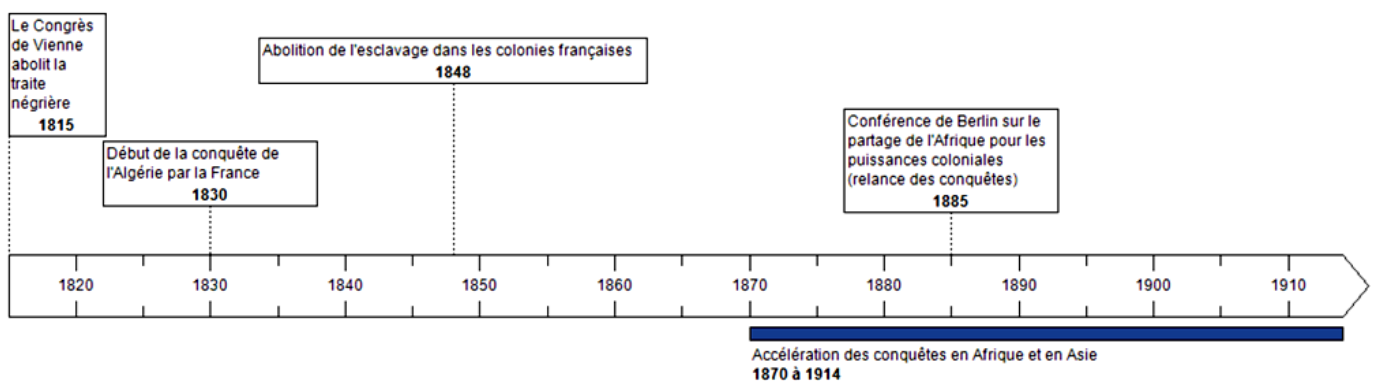 Le Congrès
de Vienne
abolit la
traite
négrière
1815
Début de la conquête de
l'Algérie par la France
1830
Abolition de l'esclavage dans les colonies françaises
1848
Conférence de Berlin sur le
partage de l'Afrique pour les
puissances coloniales
(relance des conquêtes)
1885
1820 1830 1840 1850 1860 1870 1880 1890 1900 1910
Accélération des conquêtes en Afrique et en Asie
1870 à 1914